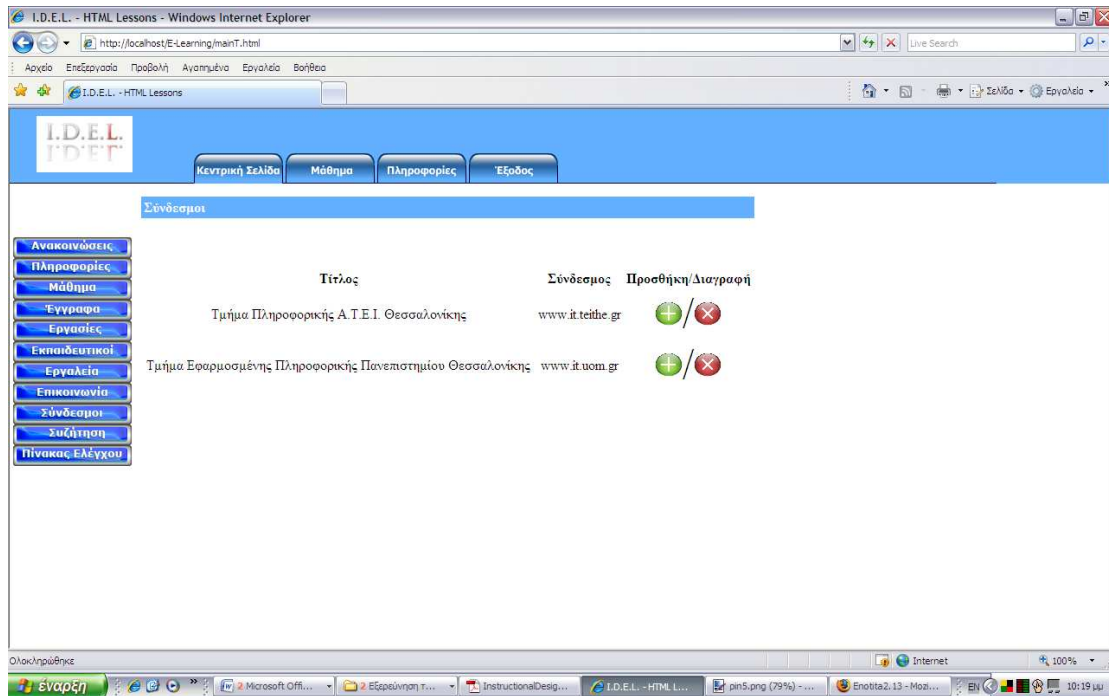 I.D.E.L. - HTML Lessons - Windows Internet Explorer
http://localhost/E-Learning/mainT.html
Live Search
Αρχείο Επεξεργασία Προβολή Αγαπημένα Εργαλεία Βοήθεια
I.D.E.L. - HTML Lessons
Σελίδα Εργαλεία
I.D.E.L.
Κεντρική Σελίδα Μάθημα Πληροφορίες Έξοδος
Σύνδεσμοι
Ανακοινώσεις
Πληροφορίες
Μάθημα
Έγγραφα
Εργασίες
Εκπαιδευτικοί
Εργαλεία
Επικοινωνία
Σύνδεσμοι
Συζήτηση
Πίνακας Ελέγχου
Τίτλος Σύνδεσμος Προσθήκη/Διαγραφή
Τμήμα Πληροφορικής Α.Τ.Ε.Ι. Θεσσαλονίκης www.it.teithe.gr /
Τμήμα Εφαρμοσμένης Πληροφορικής Πανεπιστημίου Θεσσαλονίκης www.it.uom.gr /
Ολοκληρώθηκε Internet 100%
έναρξη 2 Microsoft Offi... 2 Εξερεύνηση τ... InstructionalDesig... I.D.E.L. - HTML L... pin5.png (79%) - ... Enotita2.13 - Mozi... EN 10:19 μμ